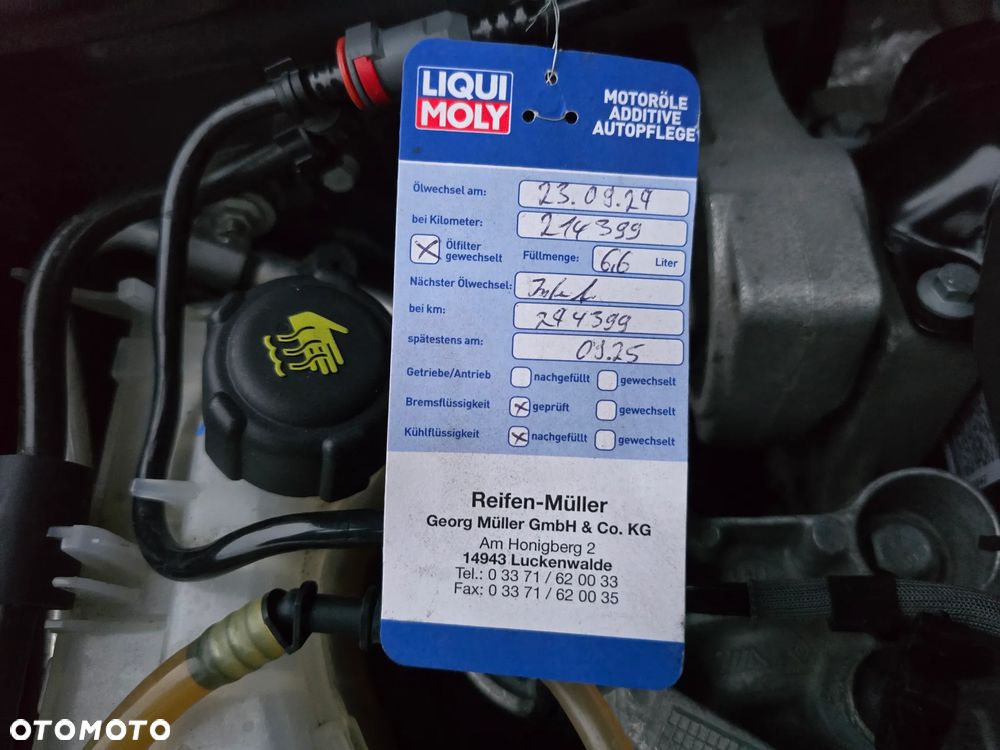 LIQUI
MOLY
MOTORÖLE
ADDITIVE
AUTOPFLEGE
Ölwechsel am: 23.09.24
bei Kilometer: 214399
Ölfilter
gewechselt
Füllmenge: 6,6 Liter
Nächster Ölwechsel:
bei km: 244399
spätestens am: 09.25
Getriebe/Antrieb nachgefüllt gewechselt
Bremsflüssigkeit geprüft gewechselt
Kühlflüssigkeit nachgefüllt gewechselt
Reifen-Müller
Georg Müller GmbH & Co. KG
Am Honigberg 2
14943 Luckenwalde
Tel.: 0 33 71 / 62 00 33
Fax: 0 33 71 / 62 00 35
OTOMOTO